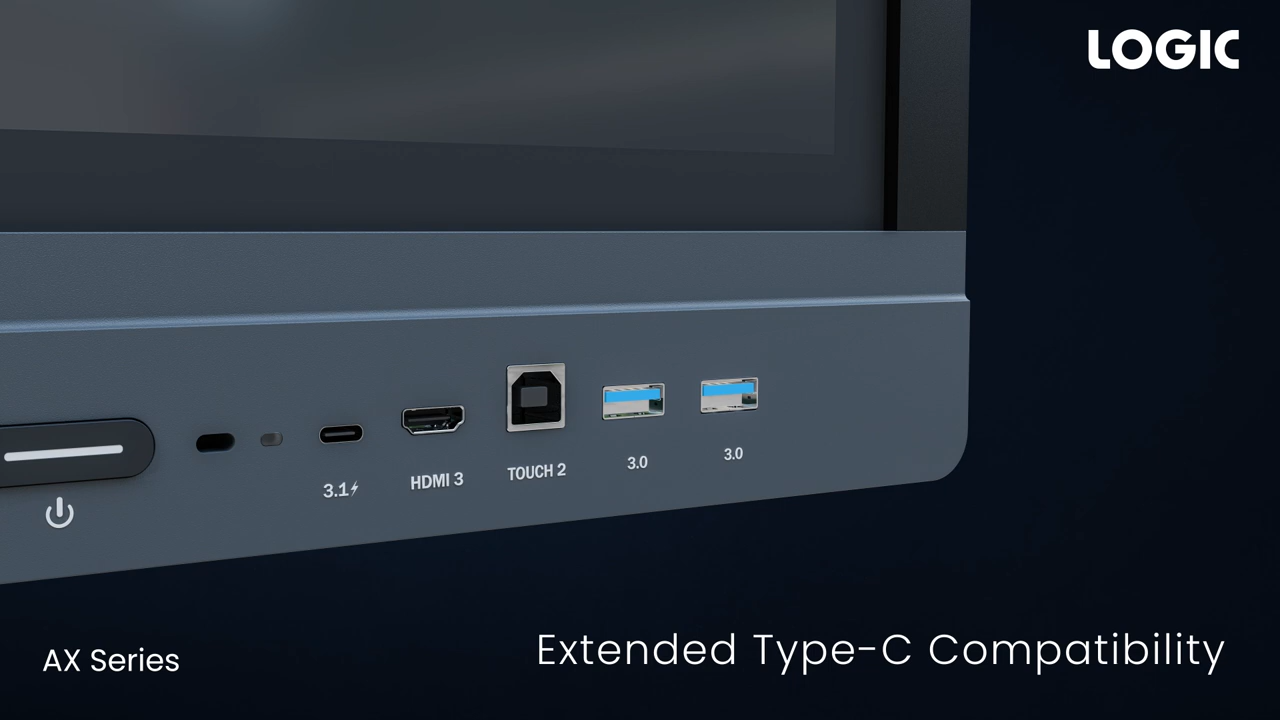 LOGIC
3.1
HDMI 3
TOUCH 2
3.0
3.0
AX Series
Extended Type-C Compatibility